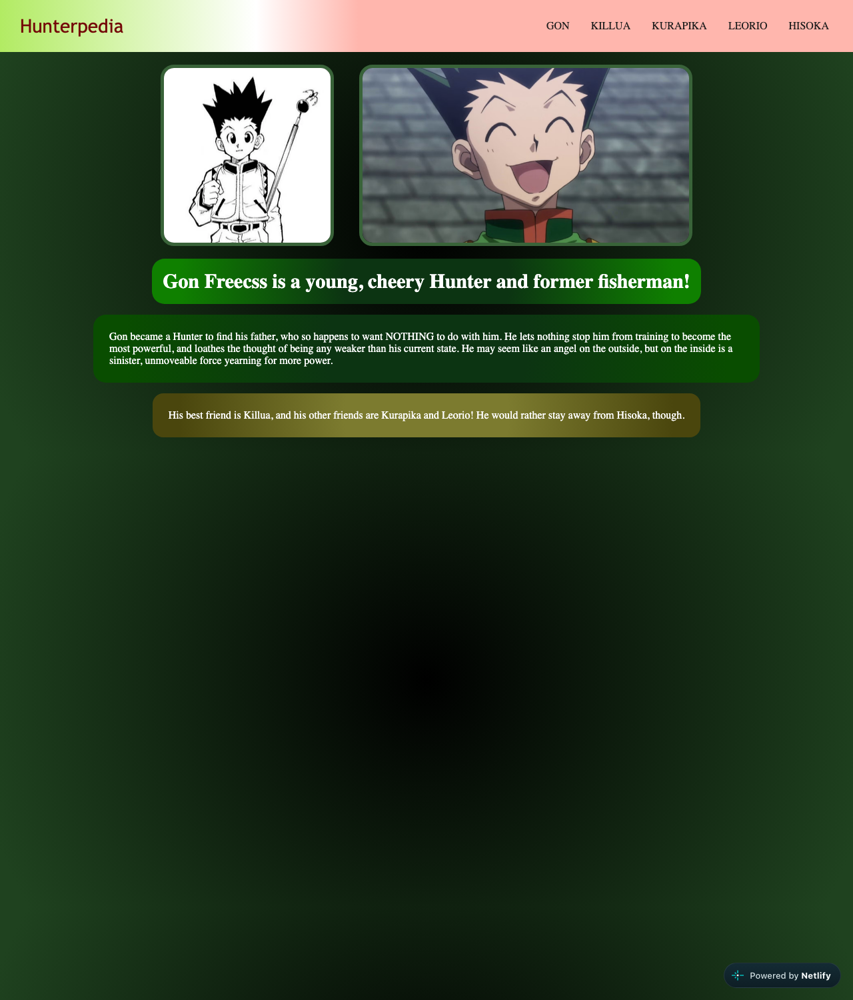 Hunterpedia
GON KILLUA KURAPIKA LEORIO HISOKA
Gon Freecss is a young, cheery Hunter and former fisherman!
Gon became a Hunter to find his father, who so happens to want NOTHING to do with him. He lets nothing stop him from training to become the
most powerful, and loathes the thought of being any weaker than his current state. He may seem like an angel on the outside, but on the inside is a
sinister, unmoveable force yearning for more power.
His best friend is Killua, and his other friends are Kurapika and Leorio! He would rather stay away from Hisoka, though.
Powered by Netlify